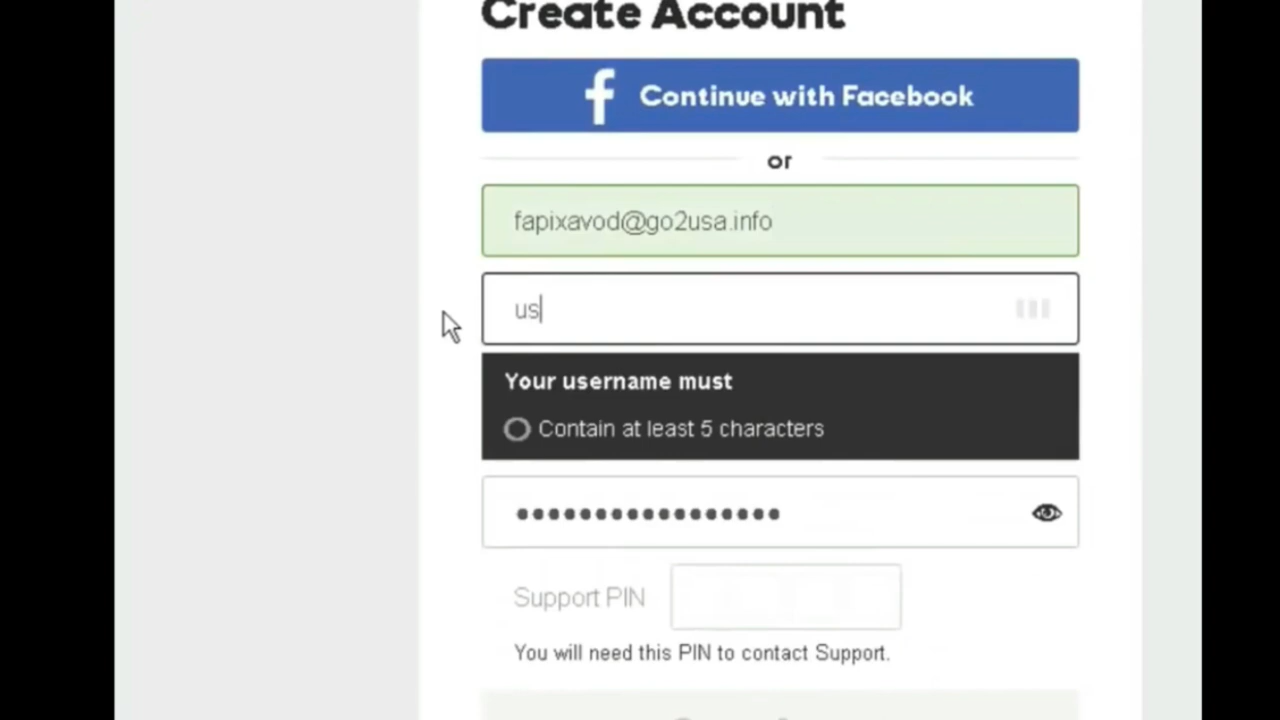 Create Account
f Continue with Facebook
or
fapixavod@go2usa.info
us
Your username must
Contain at least 5 characters
Support PIN
You will need this PIN to contact Support.